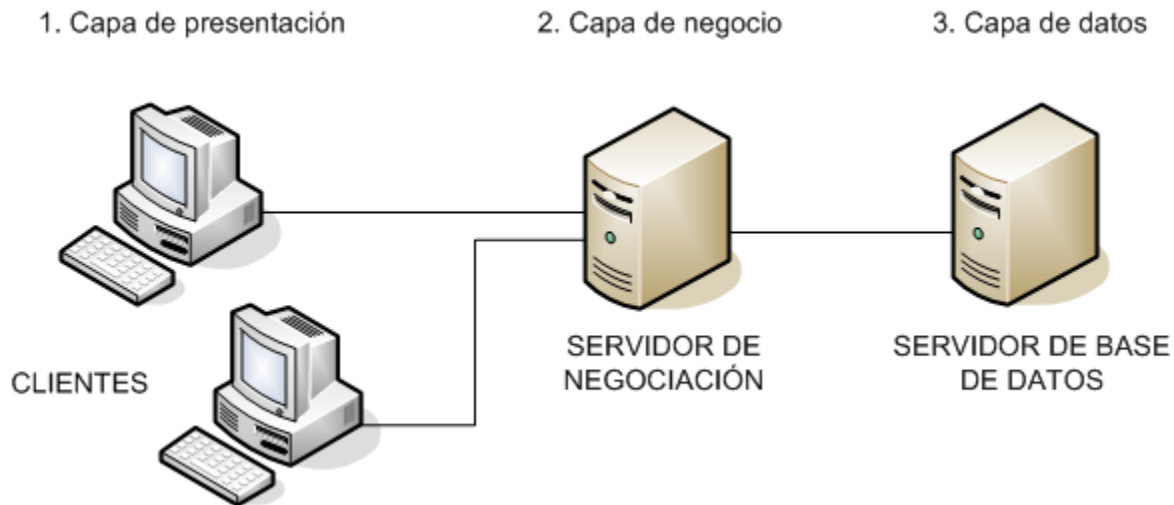 1. Capa de presentación
2. Capa de negocio
3. Capa de datos
CLIENTES
SERVIDOR DE
NEGOCIACIÓN
SERVIDOR DE BASE
DE DATOS